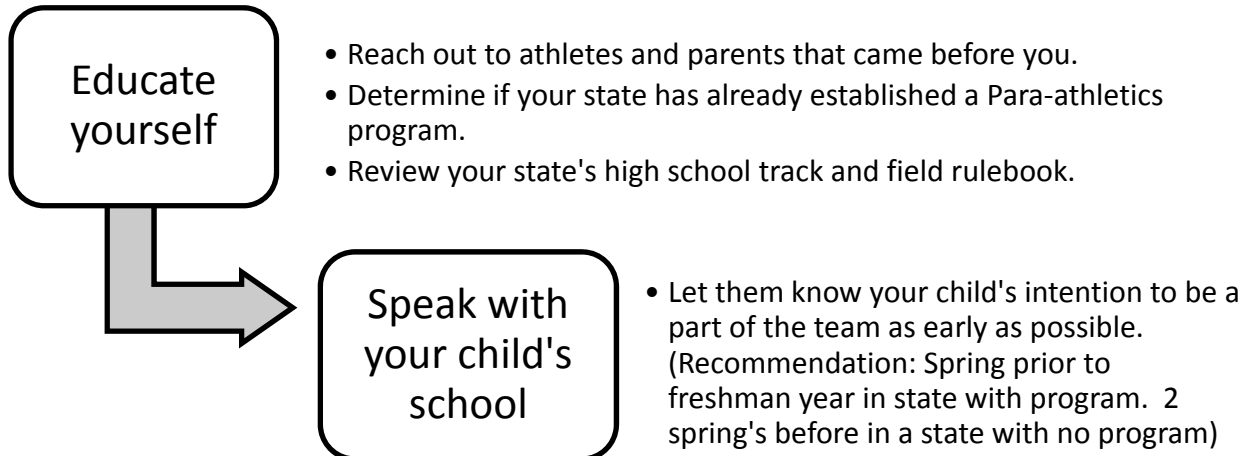 Educate
yourself
• Reach out to athletes and parents that came before you.
• Determine if your state has already established a Para-athletics
program.
• Review your state's high school track and field rulebook.
Speak with
your child's
school
• Let them know your child's intention to be a
part of the team as early as possible.
(Recommendation: Spring prior to
freshman year in state with program.  2
spring's before in a state with no program)